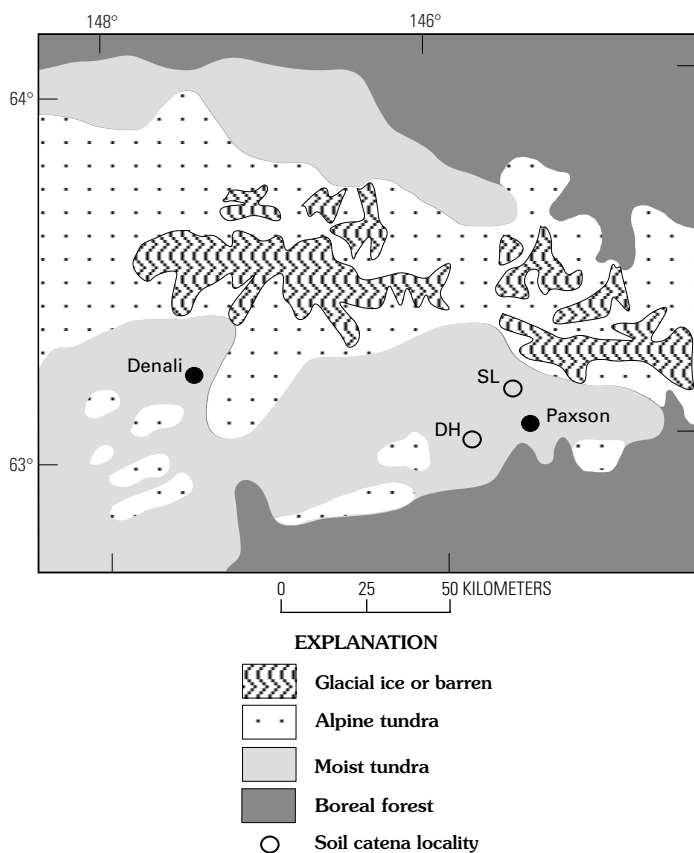 148° 146°
64°
Denali
SL
Paxson
DH
63°
0 25 50 KILOMETERS
EXPLANATION
Glacial ice or barren
Alpine tundra
Moist tundra
Boreal forest
Soil catena locality